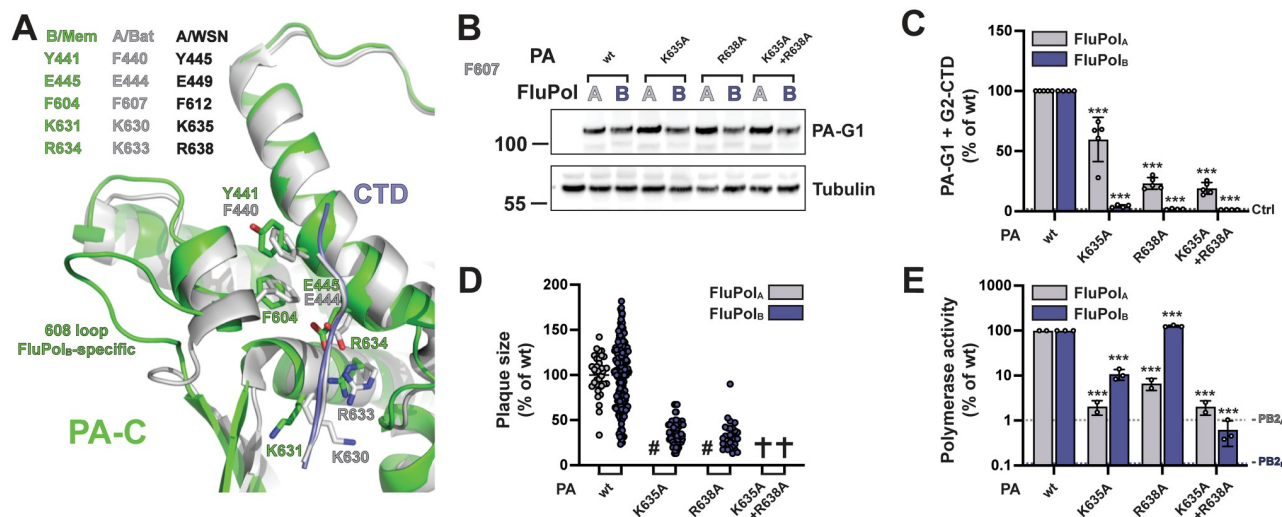 A
B/Mem A/Bat A/WSN
Y441 F440 Y445
E445 E444 E449
F604 F607 F612
K631 K630 K635
R634 K633 R638
Y441
F440
CTD
E445
E444
F604
F607
608 loop
FluPolB-specific
R634
R633
K631
K630
PA-C
B
PA wt K635A R638A K635A +R638A
FluPol A B A B A B A B
100
PA-G1
55
Tubulin
C
FluPolA
FluPolB
PA-G1 + G2-CTD
(% of wt)
150
100
50
0
***
***
***
***
***
***
Ctrl
PA wt K635A R638A K635A +R638A
D
FluPolA
FluPolB
Plaque size
(% of wt)
200
150
100
50
0
# # † †
PA wt K635A R638A K635A +R638A
E
FluPolA
FluPolB
Polymerase activity
(% of wt)
1000
100
10
1
0.1
***
***
***
***
***
***
PB2
PB2
PA wt K635A R638A K635A +R638A